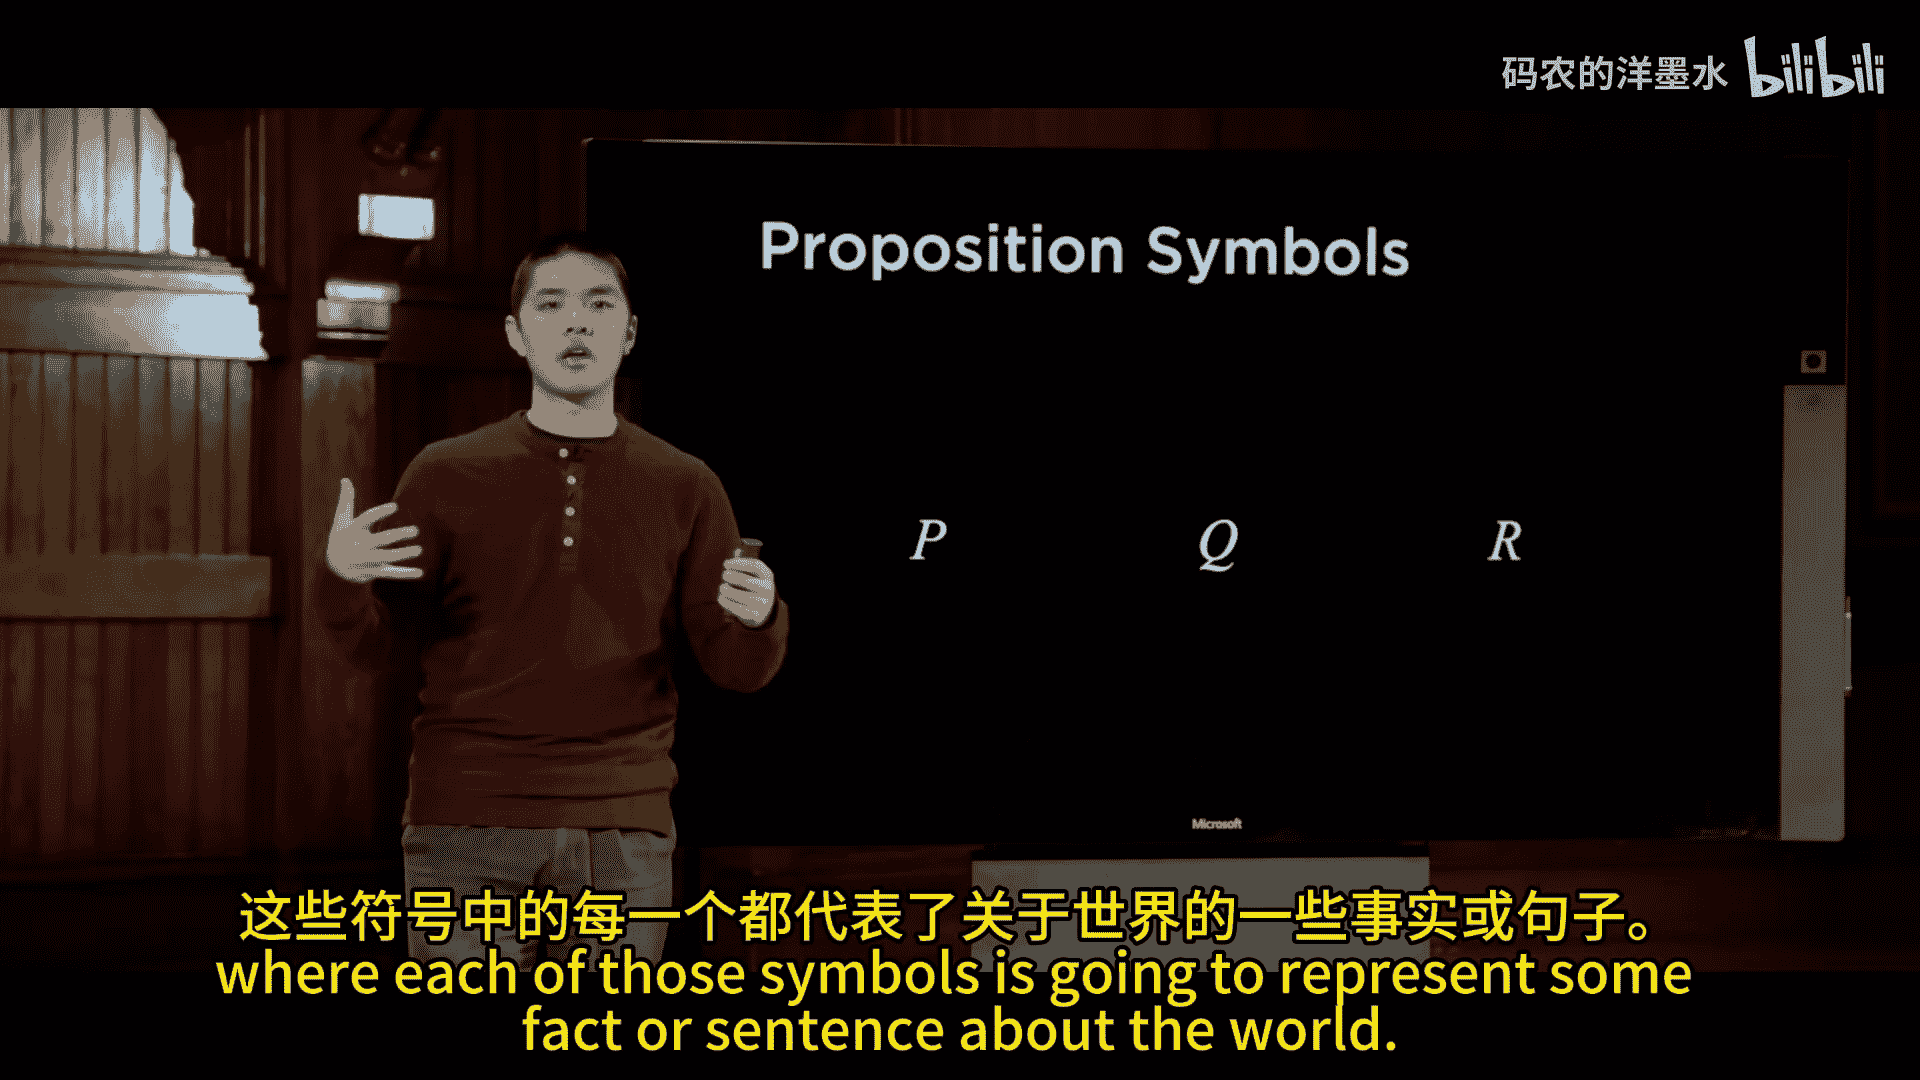 码农的洋墨水 bilibili
Proposition Symbols
P Q R
Microsoft
这些符号中的每一个都代表了关于世界的一些事实或句子。
where each of those symbols is going to represent some
fact or sentence about the world.